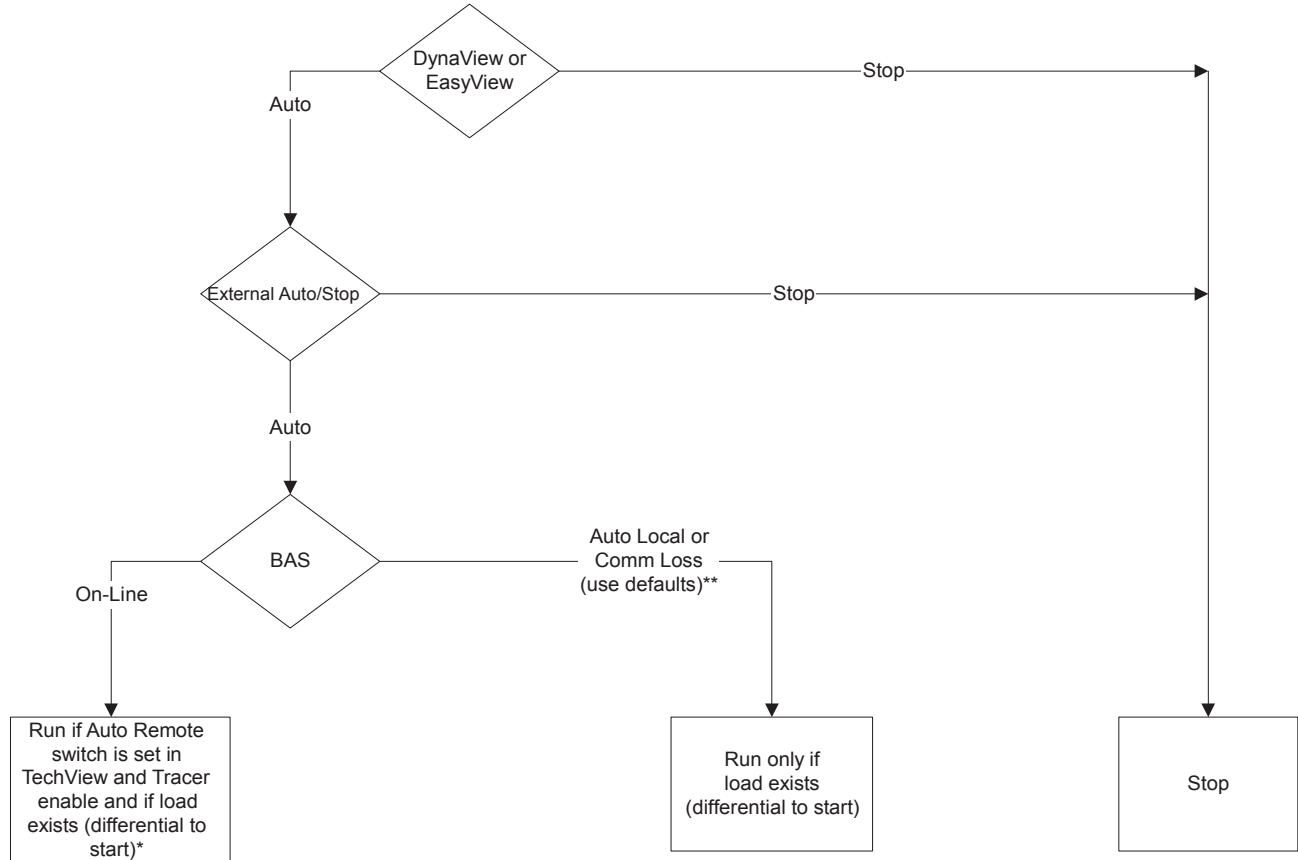 DynaView or
EasyView
Stop
Auto
External Auto/Stop
Stop
Auto
BAS
Auto Local or
Comm Loss
(use defaults)**
On-Line
Run if Auto Remote
switch is set in
TechView and Tracer
enable and if load
exists (differential to
start)*
Run only if
load exists
(differential to start)
Stop